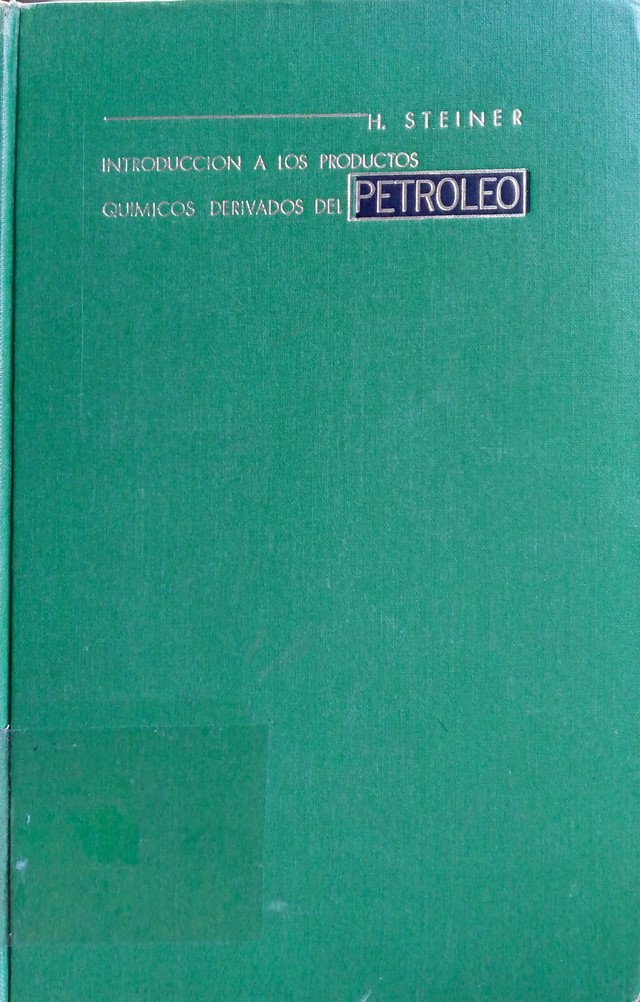 H. STEINER
INTRODUCCION A LOS PRODUCTOS
QUIMICOS DERIVADOS DEL PETROLEO